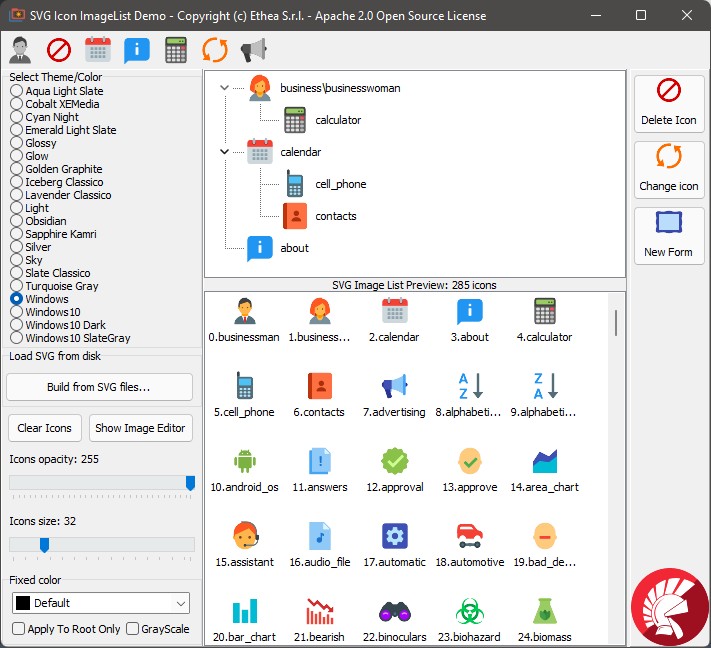 SVG Icon ImageList Demo - Copyright (c) Ethea S.r.l. - Apache 2.0 Open Source License
Select Theme/Color
Aqua Light Slate
Cobalt XEMedia
Cyan Night
Emerald Light Slate
Glossy
Glow
Golden Graphite
Iceberg Classico
Lavender Classico
Light
Obsidian
Sapphire Kamri
Silver
Sky
Slate Classico
Turquoise Gray
Windows
Windows10
Windows10 Dark
Windows10 SlateGray
Load SVG from disk
Build from SVG files...
Clear Icons
Show Image Editor
Icons opacity: 255
Icons size: 32
Fixed color
Default
Apply To Root Only
GrayScale
business\businesswoman
calculator
calendar
cell_phone
contacts
about
SVG Image List Preview: 285 icons
0.businessman
1.business...
2.calendar
3.about
4.calculator
5.cell_phone
6.contacts
7.advertising
8.alphabeti...
9.alphabeti...
10.android_os
11.answers
12.approval
13.approve
14.area_chart
15.assistant
16.audio_file
17.automatic
18.automotive
19.bad_de...
20.bar_chart
21.bearish
22.binoculars
23.biohazard
24.biomass
Delete Icon
Change icon
New Form